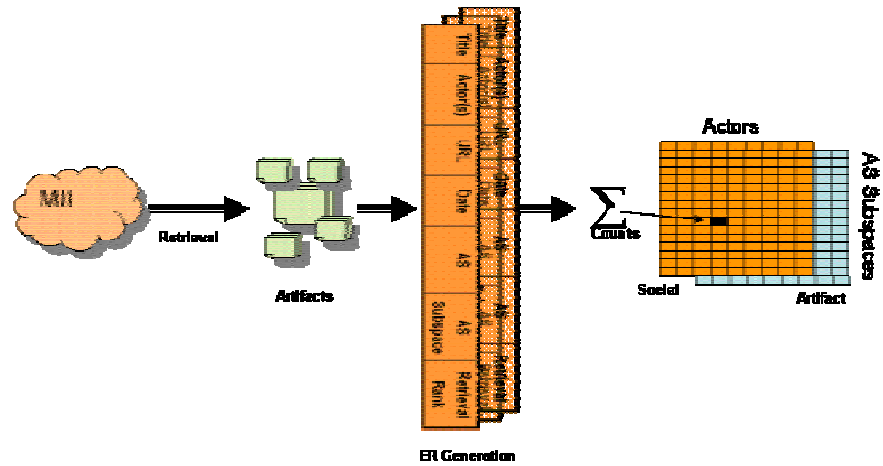 MII
Retrieval
Artifacts
Title
Actor(s)
URL
Date
AS
AS
Subspace
Retrieval
Rank
ER Generation
Counts
Actors
AS Subspaces
Social
Artifact